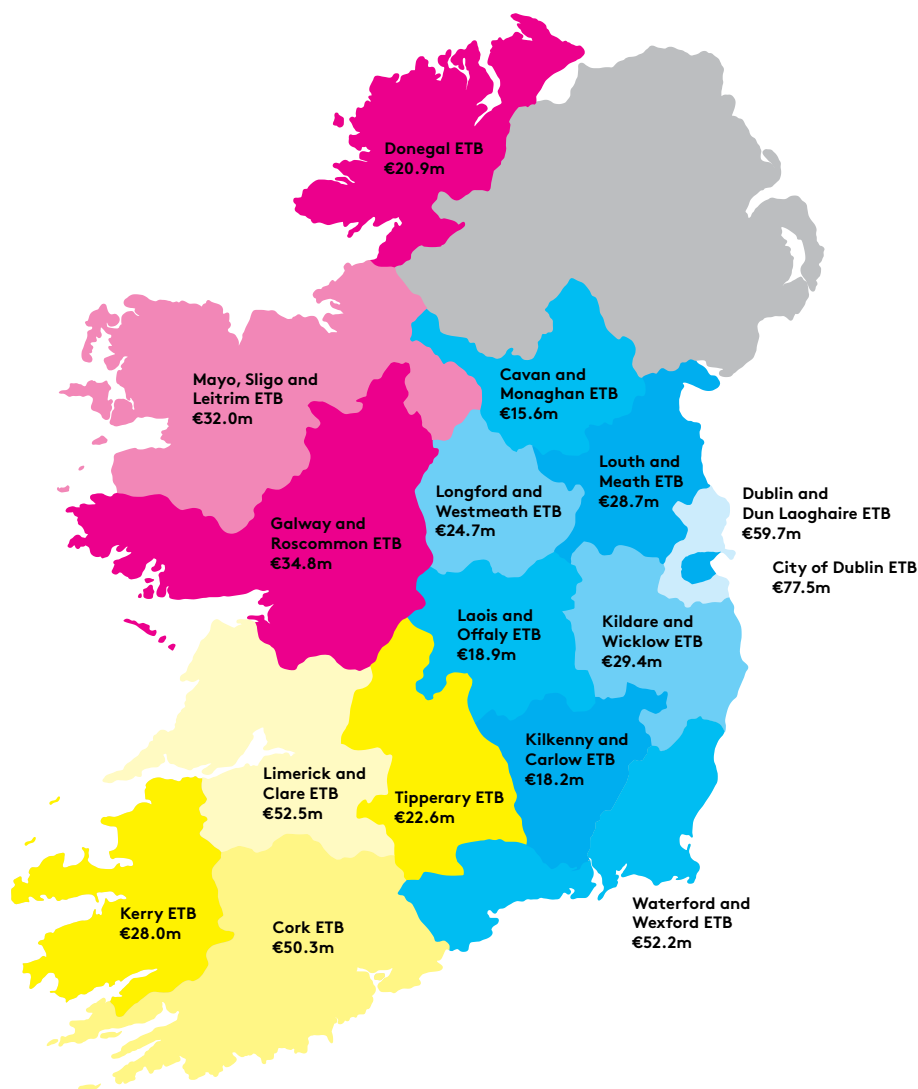 Donegal ETB
€20.9m
Mayo, Sligo and
Leitrim ETB
€32.0m
Cavan and
Monaghan ETB
€15.6m
Louth and
Meath ETB
€28.7m
Longford and
Westmeath ETB
€24.7m
Dublin and
Dun Laoghaire ETB
€59.7m
Galway and
Roscommon ETB
€34.8m
City of Dublin ETB
€77.5m
Laois and
Offaly ETB
€18.9m
Kildare and
Wicklow ETB
€29.4m
Kilkenny and
Carlow ETB
€18.2m
Limerick and
Clare ETB
€52.5m
Tipperary ETB
€22.6m
Waterford and
Wexford ETB
€52.2m
Kerry ETB
€28.0m
Cork ETB
€50.3m